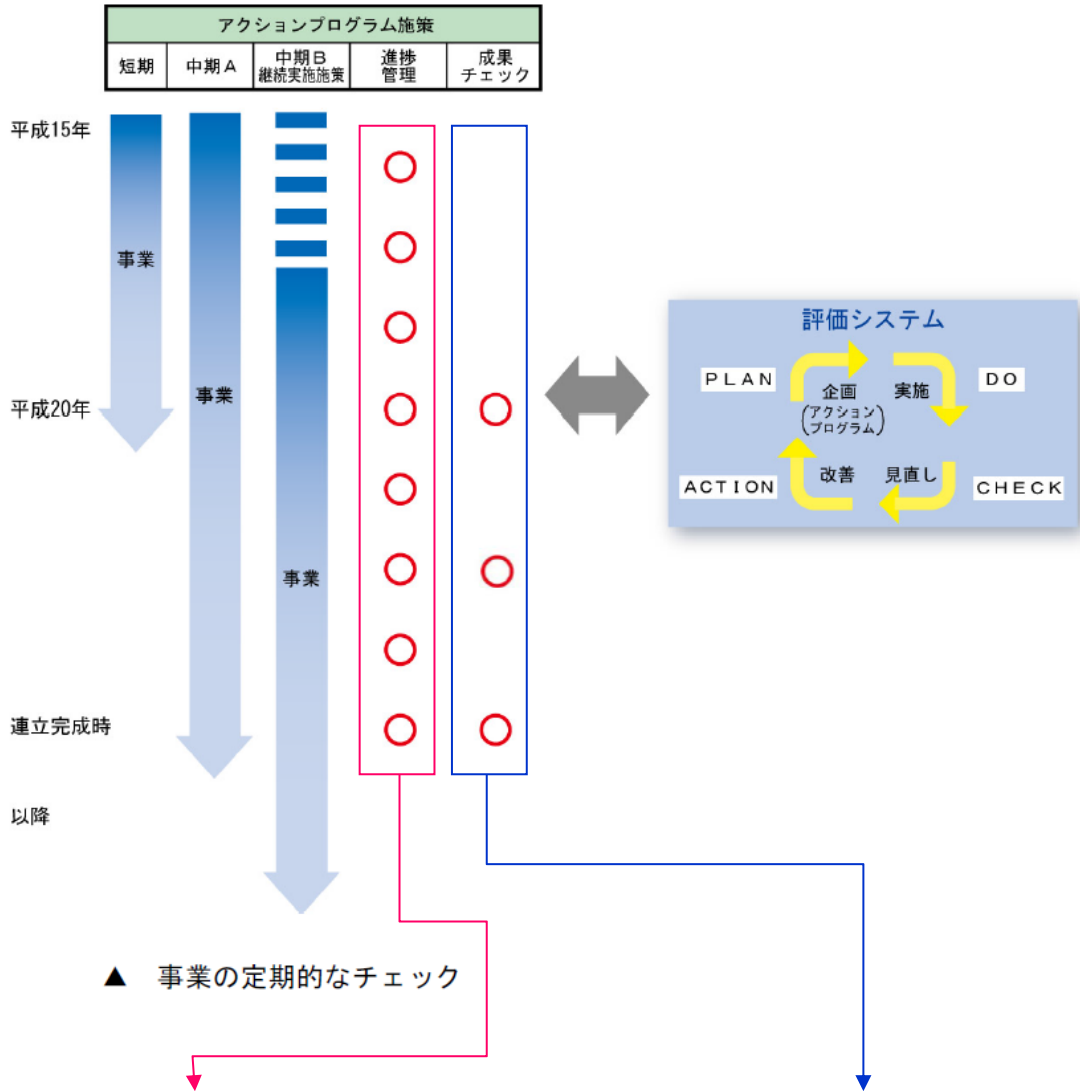 アクションプログラム施策
短期
中期A
中期B
継続実施施策
進捗
管理
成果
チェック
平成15年
事業
平成20年
事業
事業
連立完成時
以降
評価システム
PLAN
DO
企画
(アクション
プログラム)
実施
ACTION
改善
見直し
CHECK
▲ 事業の定期的なチェック